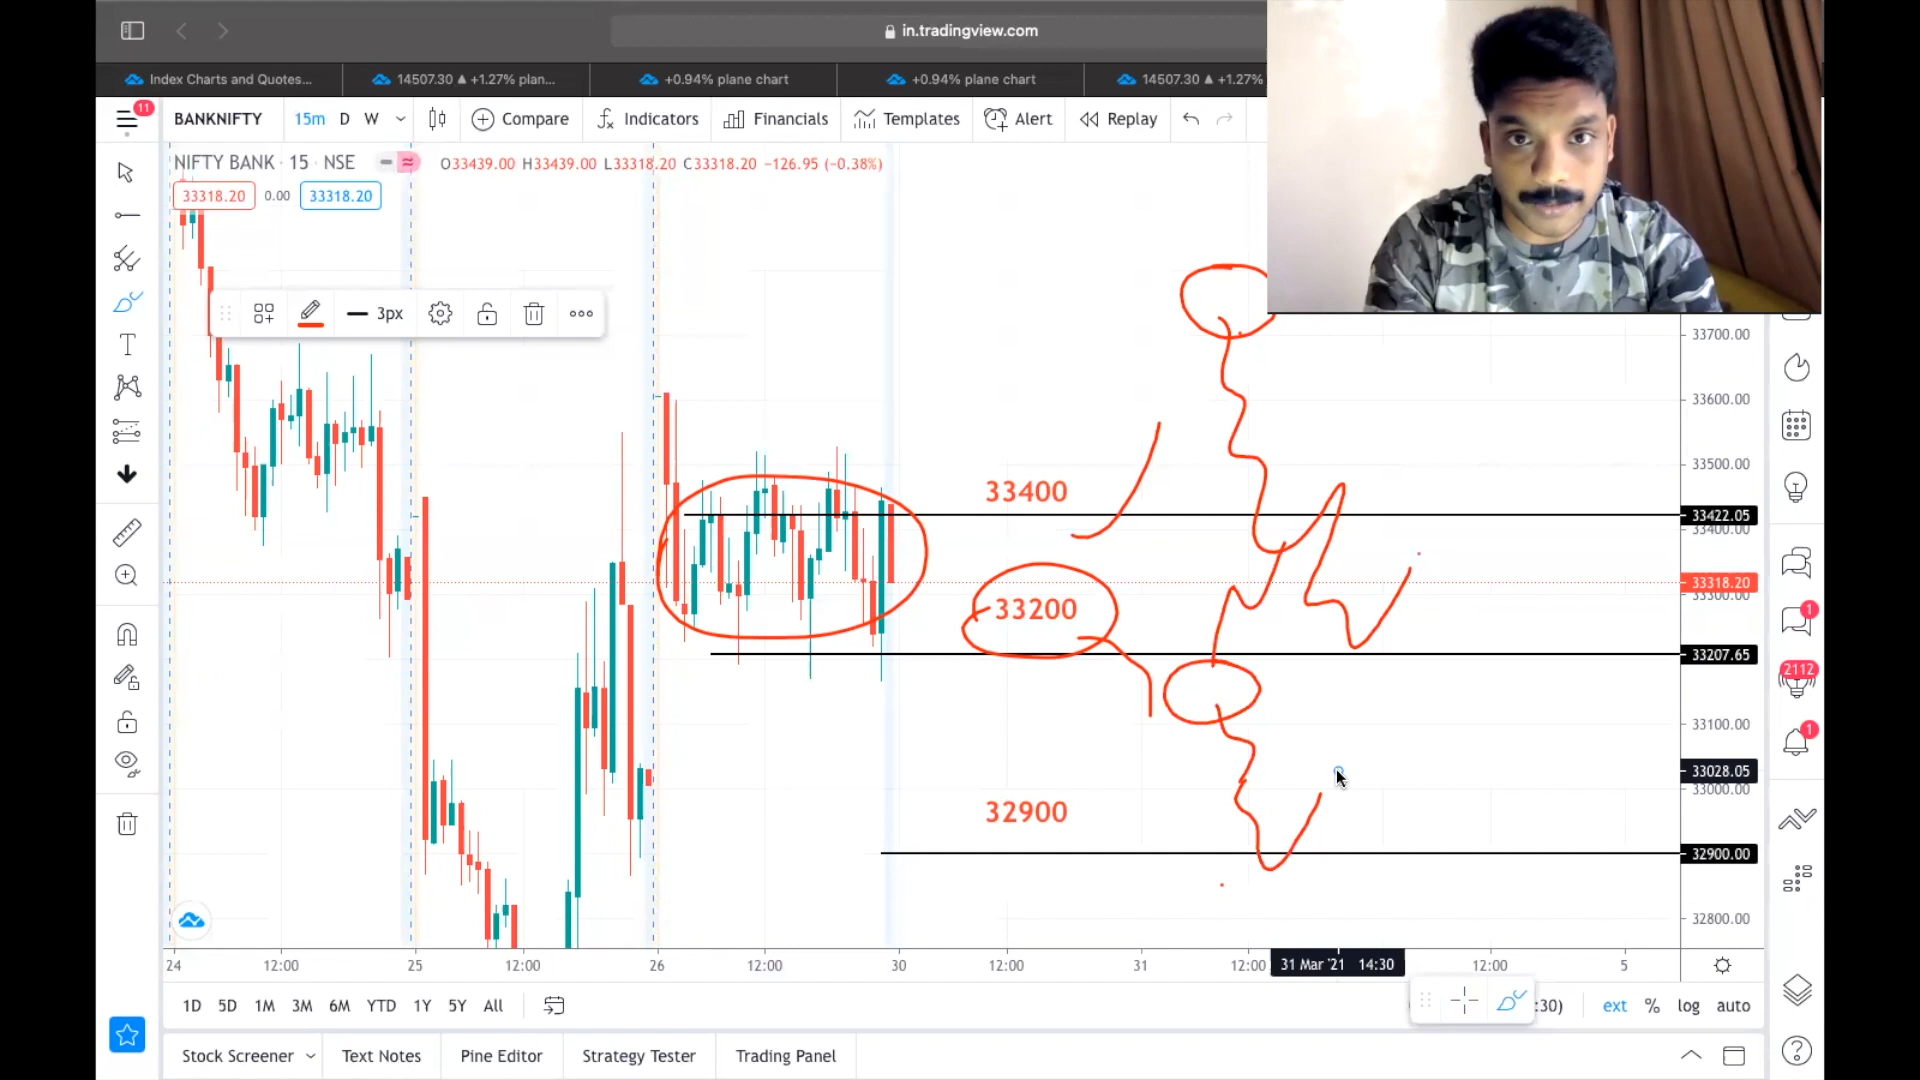 in.tradingview.com
Index Charts and Quotes...
14507.30 ▲ +1.27% plan...
+0.94% plane chart
+0.94% plane chart
14507.30 ▲ +1.27%
11
BANKNIFTY
15m D W
Compare
Indicators
Financials
Templates
Alert
Replay
NIFTY BANK · 15 · NSE
O33439.00 H33439.00 L33318.20 C33318.20 −126.95 (−0.38%)
33318.20
0.00
33318.20
3px
T
33400
33200
32900
33700.00
33600.00
33500.00
33422.05
33400.00
33318.20
33300.00
33207.65
33100.00
33028.05
33000.00
32900.00
32800.00
1
2112
1
24
12:00
25
12:00
26
12:00
30
12:00
31
12:00
31 Mar '21 14:30
12:00
5
1D 5D 1M 3M 6M YTD 1Y 5Y All
:30)
ext % log auto
Stock Screener
Text Notes
Pine Editor
Strategy Tester
Trading Panel